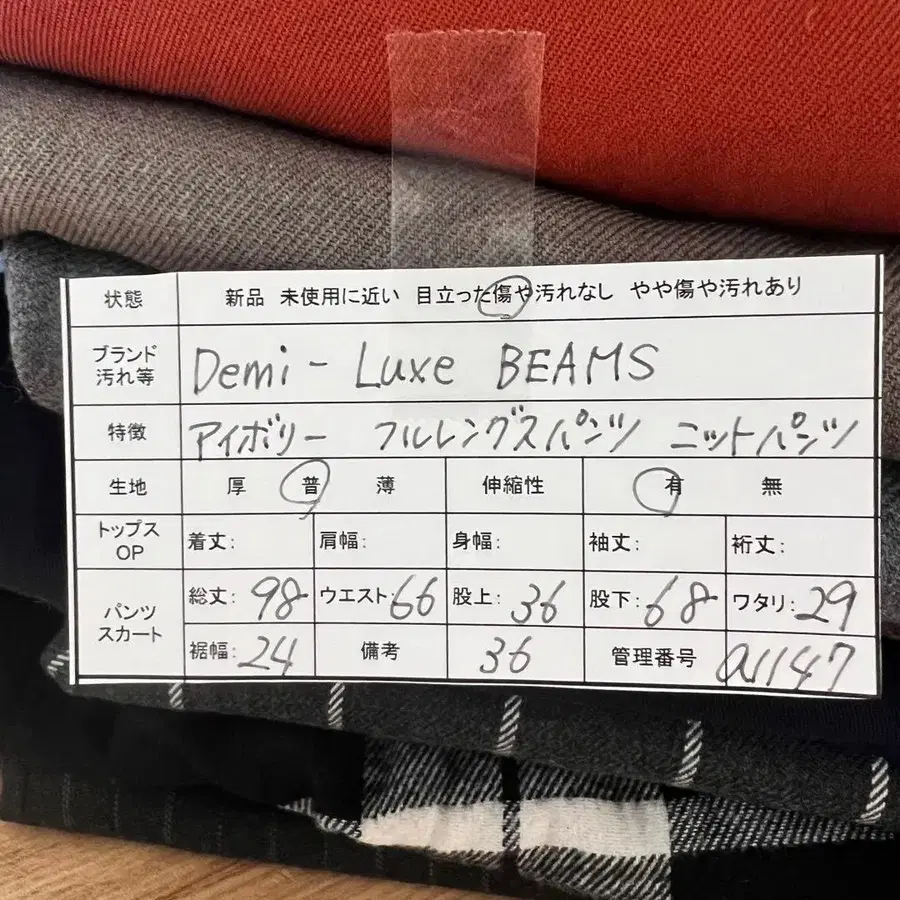 状態 新品 未使用に近い 目立った傷や汚れなし やや傷や汚れあり
ブランド
汚れ等 Demi-Luxe BEAMS
特徴 アイボリー フルレングスパンツ ニットパンツ
生地 厚 普 薄 伸縮性 有 無
トップス
OP 着丈: 肩幅: 身幅: 袖丈: 裄丈:
パンツ
スカート 総丈:98 ウエスト:66 股上:36 股下:68 ワタリ:29
裾幅:24 備考 36 管理番号 a1147